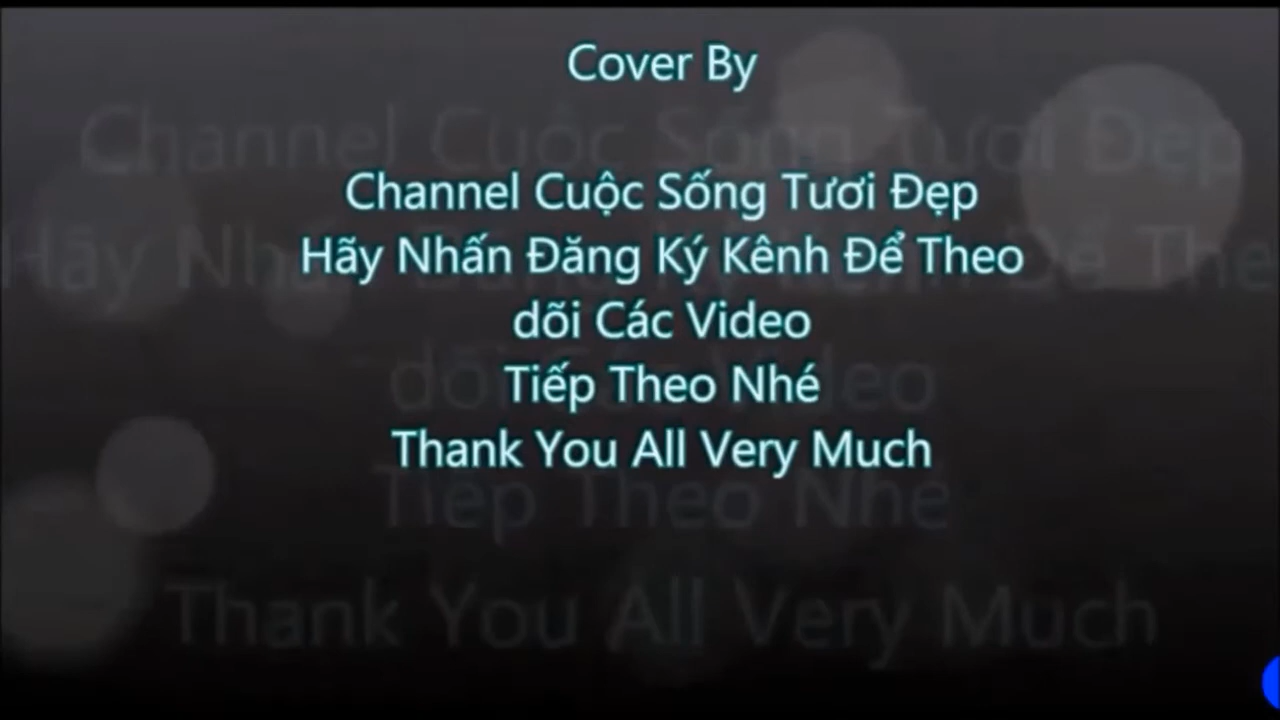 Cover By
Channel Cuộc Sống Tươi Đẹp
Hãy Nhấn Đăng Ký Kênh Để Theo
dõi Các Video
Tiếp Theo Nhé
Thank You All Very Much